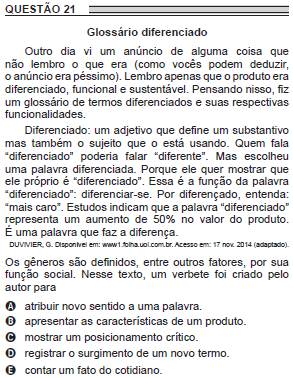 QUESTÃO 21
Glossário diferenciado
Outro dia vi um anúncio de alguma coisa que
não lembro o que era (como vocês podem deduzir,
o anúncio era péssimo). Lembro apenas que o produto era
diferenciado, funcional e sustentável. Pensando nisso, fiz
um glossário de termos diferenciados e suas respectivas
funcionalidades.
Diferenciado: um adjetivo que define um substantivo
mas também o sujeito que o está usando. Quem fala
“diferenciado” poderia falar “diferente”. Mas escolheu
uma palavra diferenciada. Porque ele quer mostrar que
ele próprio é “diferenciado”. Essa é a função da palavra
“diferenciado”: diferenciar-se. Por diferençado, entenda:
“mais caro”. Estudos indicam que a palavra “diferenciado”
representa um aumento de 50% no valor do produto.
É uma palavra que faz a diferença.
DUVIVIER, G. Disponível em: www1.folha.uol.com.br. Acesso em: 17 nov. 2014 (adaptado).
Os gêneros são definidos, entre outros fatores, por sua
função social. Nesse texto, um verbete foi criado pelo
autor para
A atribuir novo sentido a uma palavra.
B apresentar as características de um produto.
C mostrar um posicionamento crítico.
D registrar o surgimento de um novo termo.
E contar um fato do cotidiano.